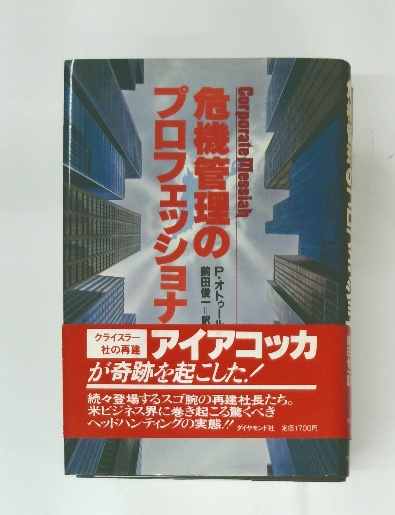 Corporate Messiah
危機管理の
プロフェッショナ
P・オトゥー
前田俊一=訳
クライスラー
社の再建
アイアコッカ
が奇跡を起こした!
続々登場するスゴ腕の再建社長たち。
米ビジネス界に巻き起こる驚くべき
ヘッドハンティングの実態!!
ダイヤモンド社 定価1700円